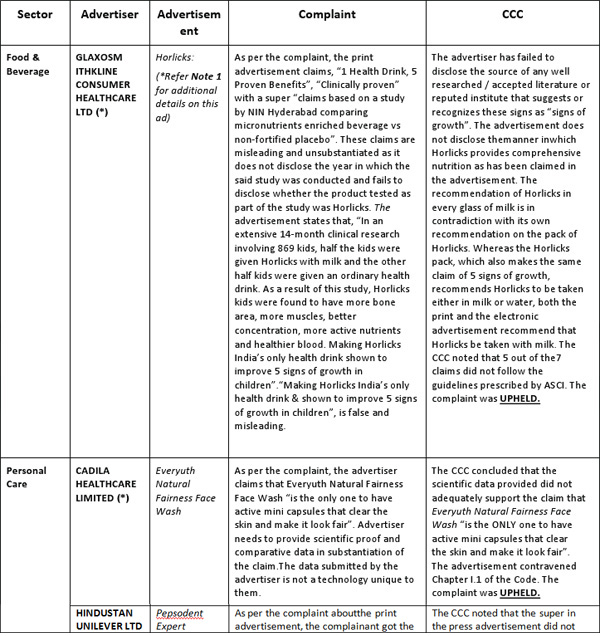 Sector
Advertiser
Advertisem
ent
Complaint
CCC
Food &
Beverage
GLAXOSM
ITHKLINE
CONSUMER
HEALTHCARE
LTD (*)
Horlicks:
(*Refer Note 1
for additional
details on this
ad)
As per the complaint, the print
advertisement claims, “1 Health Drink, 5
Proven Benefits”, “Clinically proven”
with a super “claims based on a study
by NIN Hyderabad comparing
micronutrients enriched beverage vs
non-fortified placebo”. These claims are
misleading and unsubstantiated as it
does not disclose the year in which the
said study was conducted and fails to
disclose whether the product tested as
part of the study was Horlicks. The
advertisement states that, “In an
extensive 14-month clinical research
involving 869 kids, half the kids were
given Horlicks with milk and the other
half kids were given an ordinary health
drink. As a result of this study, Horlicks
kids were found to have more bone
area, more muscles, better
concentration, more active nutrients
and healthier blood. Making Horlicks
India’s only health drink shown to
improve 5 signs of growth in
children”.“Making Horlicks India’s only
health drink & shown to improve 5 signs
of growth in children”, is false and
misleading.
The advertiser has failed to
disclose the source of any well
researched / accepted literature or
reputed institute that suggests or
recognizes these signs as “signs of
growth”. The advertisement does
not disclose themanner inwhich
Horlicks provides comprehensive
nutrition as has been claimed in
the advertisement. The
recommendation of Horlicks in
every glass of milk is in
contradiction with its own
recommendation on the pack of
Horlicks. Whereas the Horlicks
pack, which also makes the same
claim of 5 signs of growth,
recommends Horlicks to be taken
either in milk or water, both the
print and the electronic
advertisement recommend that
Horlicks be taken with milk. The
CCC noted that 5 out of the7
claims did not follow the
guidelines prescribed by ASCI. The
complaint was UPHELD.
Personal
Care
CADILA
HEALTHCARE
LIMITED (*)
Everyuth
Natural
Fairness Face
Wash
As per the complaint, the advertiser
claims that Everyuth Natural Fairness
Face Wash “is the only one to have
active mini capsules that clear the
skin and make it look fair”. Advertiser
needs to provide scientific proof and
comparative data in substantiation of
the claim.The data submitted by the
advertiser is not a technology unique to
them.
The CCC concluded that the
scientific data provided did not
adequately support the claim that
Everyuth Natural Fairness Face
Wash “is the ONLY one to have
active mini capsules that clear
the skin and make it look fair”.
The advertisement contravened
Chapter I.1 of the Code. The
complaint was UPHELD.
HINDUSTAN
UNILEVER LTD
Pepsodent
Expert
As per the complaint aboutthe print
advertisement, the complainant got the
The CCC noted that the super in
the press advertisement did not